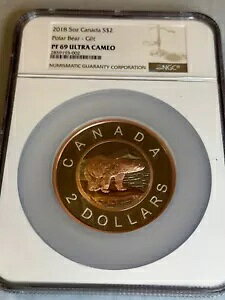 2018 5oz Canada S$2
Polar Bear - Gilt
PF 69 ULTRA CAMEO
NUMISMATIC GUARANTY CORPORATION
NGC
CANADA
2 DOLLARS